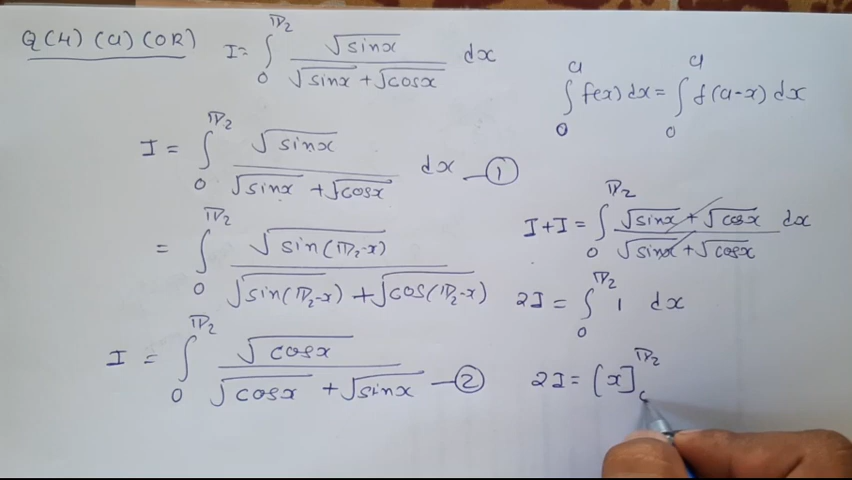 Q(4) (a) (OR) I = ∫₀^(π/2) √sinx / (√sinx + √cosx) dx
∫₀^a f(x) dx = ∫₀^a f(a-x) dx
I = ∫₀^(π/2) √sinx / (√sinx + √cosx) dx — ①
= ∫₀^(π/2) √sin(π/2-x) / (√sin(π/2-x) + √cos(π/2-x))
I = ∫₀^(π/2) √cosx / (√cosx + √sinx) — ②
I+I = ∫₀^(π/2) (√sinx + √cosx) / (√sinx + √cosx) dx
2I = ∫₀^(π/2) 1 dx
2I = [x]^(π/2)